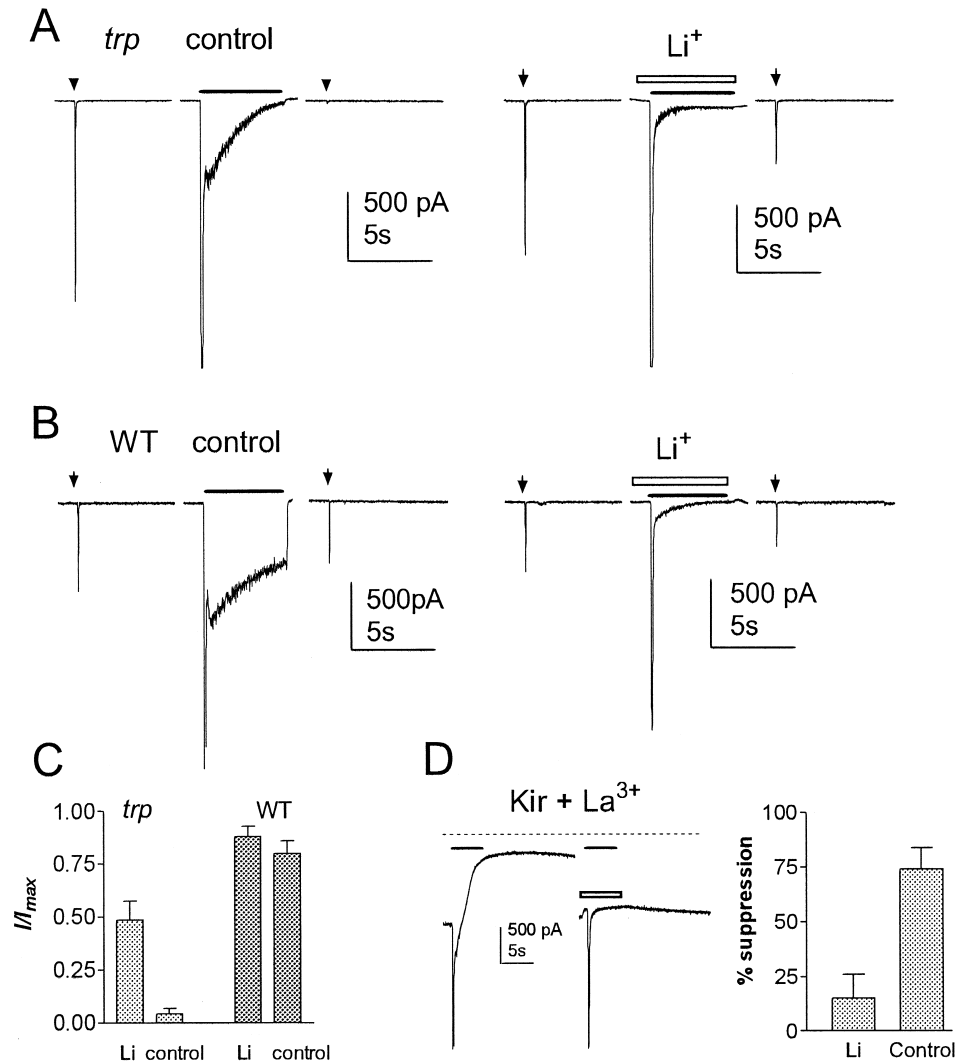 A
trp control
Li+
500 pA
5s
500 pA
5s
B
WT control
Li+
500pA
5s
500 pA
5s
C
trp WT
1.00
0.75
0.50
0.25
0.00
I/Imax
Li control Li control
D
Kir + La3+
500 pA
5s
100
75
50
25
0
% suppression
Li Control